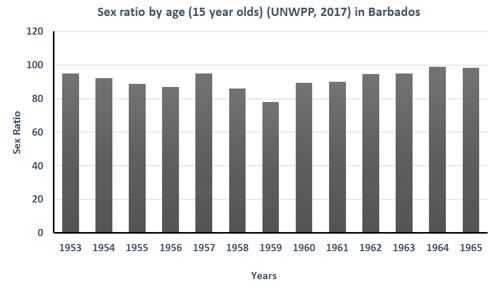 Sex ratio by age (15 year olds) (UNWPP, 2017) in Barbados
120
100
80
60
40
20
0
Sex Ratio
1953 1954 1955 1956 1957 1958 1959 1960 1961 1962 1963 1964 1965
Years